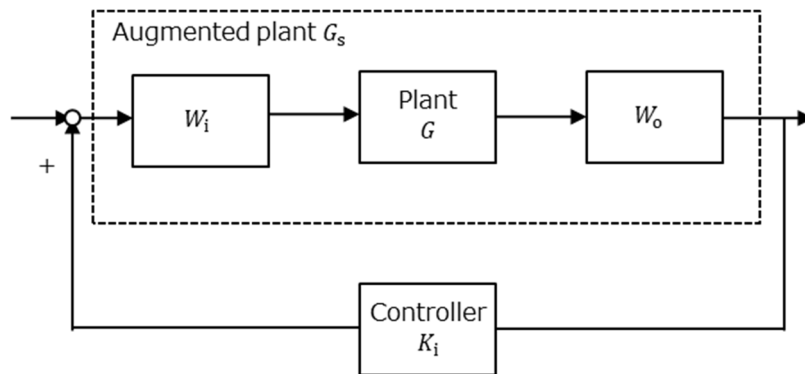 Augmented plant Gₛ
Wᵢ
Plant
G
Wₒ
+
Controller
Kᵢ